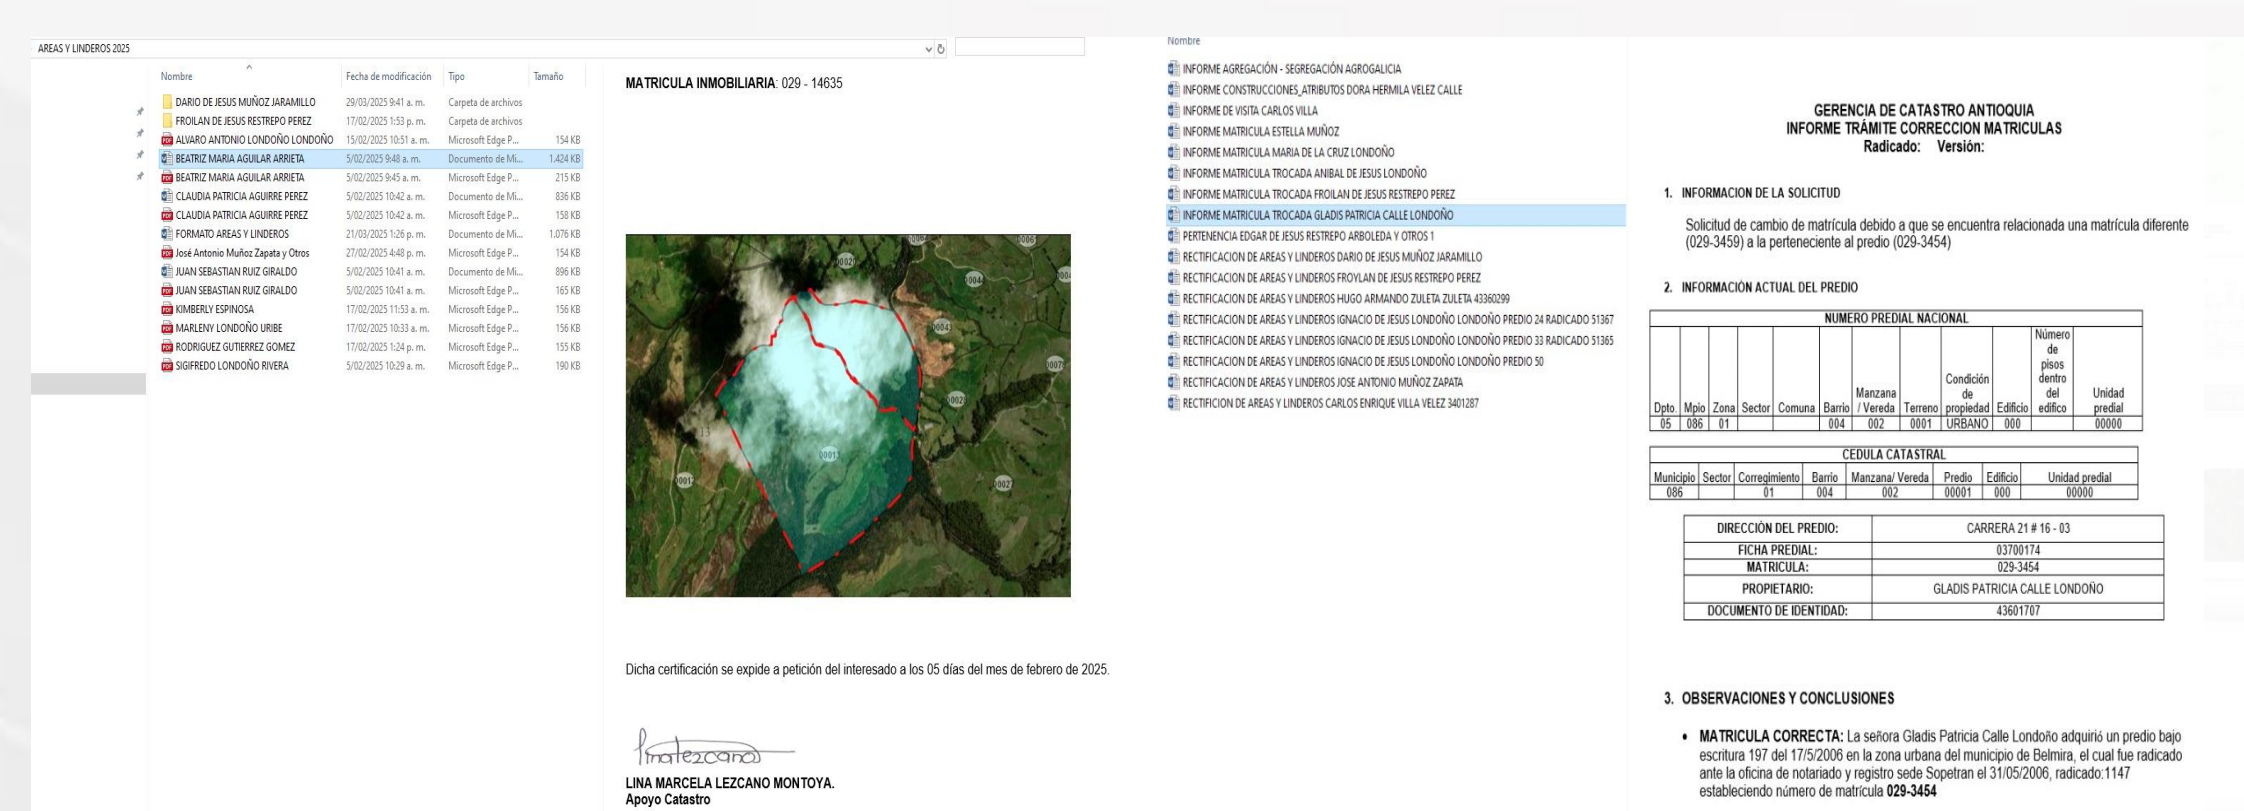 AREAS Y LINDEROS 2025
Nombre Fecha de modificación Tipo Tamaño
DARIO DE JESUS MUÑOZ JARAMILLO 29/03/2025 9:41 a. m. Carpeta de archivos
FROILAN DE JESUS RESTREPO PEREZ 17/02/2025 1:53 p. m. Carpeta de archivos
ALVARO ANTONIO LONDOÑO LONDOÑO 15/02/2025 10:51 a. m. Microsoft Edge P... 154 KB
BEATRIZ MARIA AGUILAR ARRIETA 5/02/2025 9:48 a. m. Documento de Mi... 1.424 KB
BEATRIZ MARIA AGUILAR ARRIETA 5/02/2025 9:45 a. m. Microsoft Edge P... 215 KB
CLAUDIA PATRICIA AGUIRRE PEREZ 5/02/2025 10:42 a. m. Documento de Mi... 836 KB
CLAUDIA PATRICIA AGUIRRE PEREZ 5/02/2025 10:42 a. m. Microsoft Edge P... 158 KB
FORMATO AREAS Y LINDEROS 21/03/2025 1:26 p. m. Documento de Mi... 1.076 KB
José Antonio Muñoz Zapata y Otros 27/02/2025 4:48 p. m. Microsoft Edge P... 154 KB
JUAN SEBASTIAN RUIZ GIRALDO 5/02/2025 10:41 a. m. Documento de Mi... 896 KB
JUAN SEBASTIAN RUIZ GIRALDO 5/02/2025 10:41 a. m. Microsoft Edge P... 165 KB
KIMBERLY ESPINOSA 17/02/2025 11:53 a. m. Microsoft Edge P... 156 KB
MARLENY LONDOÑO URIBE 17/02/2025 10:33 a. m. Microsoft Edge P... 156 KB
RODRIGUEZ GUTIERREZ GOMEZ 17/02/2025 1:24 p. m. Microsoft Edge P... 155 KB
SIGIFREDO LONDOÑO RIVERA 5/02/2025 10:29 a. m. Microsoft Edge P... 190 KB
MATRICULA INMOBILIARIA: 029 - 14635
00020
00044
00043
00078
00028
13
00013
00012
00027
Dicha certificación se expide a petición del interesado a los 05 días del mes de febrero de 2025.
LINA MARCELA LEZCANO MONTOYA.
Apoyo Catastro
Nombre
INFORME AGREGACIÓN - SEGREGACIÓN AGROGALICIA
INFORME CONSTRUCCIONES_ATRIBUTOS DORA HERMILA VELEZ CALLE
INFORME DE VISITA CARLOS VILLA
INFORME MATRICULA ESTELLA MUÑOZ
INFORME MATRICULA MARIA DE LA CRUZ LONDOÑO
INFORME MATRICULA TROCADA ANIBAL DE JESUS LONDOÑO
INFORME MATRICULA TROCADA FROILAN DE JESUS RESTREPO PEREZ
INFORME MATRICULA TROCADA GLADIS PATRICIA CALLE LONDOÑO
PERTENENCIA EDGAR DE JESUS RESTREPO ARBOLEDA Y OTROS 1
RECTIFICACION DE AREAS Y LINDEROS DARIO DE JESUS MUÑOZ JARAMILLO
RECTIFICACION DE AREAS Y LINDEROS FROYLAN DE JESUS RESTREPO PEREZ
RECTIFICACION DE AREAS Y LINDEROS HUGO ARMANDO ZULETA ZULETA 43360299
RECTIFICACION DE AREAS Y LINDEROS IGNACIO DE JESUS LONDOÑO LONDOÑO PREDIO 24 RADICADO 51367
RECTIFICACION DE AREAS Y LINDEROS IGNACIO DE JESUS LONDOÑO LONDOÑO PREDIO 33 RADICADO 51365
RECTIFICACION DE AREAS Y LINDEROS IGNACIO DE JESUS LONDOÑO LONDOÑO PREDIO 50
RECTIFICACION DE AREAS Y LINDEROS JOSE ANTONIO MUÑOZ ZAPATA
RECTIFICION DE AREAS Y LINDEROS CARLOS ENRIQUE VILLA VELEZ 3401287
GERENCIA DE CATASTRO ANTIOQUIA
INFORME TRÁMITE CORRECCION MATRICULAS
Radicado: Versión:
1. INFORMACION DE LA SOLICITUD
Solicitud de cambio de matrícula debido a que se encuentra relacionada una matrícula diferente
(029-3459) a la perteneciente al predio (029-3454)
2. INFORMACIÓN ACTUAL DEL PREDIO
NUMERO PREDIAL NACIONAL
Dpto. Mpio Zona Sector Comuna Barrio Manzana / Vereda Terreno Condición de propiedad Edificio Número de pisos dentro del edifico Unidad predial
05 086 01 004 002 0001 URBANO 000 00000
CEDULA CATASTRAL
Municipio Sector Corregimiento Barrio Manzana/ Vereda Predio Edificio Unidad predial
086 01 004 002 00001 000 00000
DIRECCIÓN DEL PREDIO: CARRERA 21 # 16 - 03
FICHA PREDIAL: 03700174
MATRICULA: 029-3454
PROPIETARIO: GLADIS PATRICIA CALLE LONDOÑO
DOCUMENTO DE IDENTIDAD: 43601707
3. OBSERVACIONES Y CONCLUSIONES
• MATRICULA CORRECTA: La señora Gladis Patricia Calle Londoño adquirió un predio bajo
escritura 197 del 17/5/2006 en la zona urbana del municipio de Belmira, el cual fue radicado
ante la oficina de notariado y registro sede Sopetran el 31/05/2006, radicado:1147
estableciendo número de matrícula 029-3454